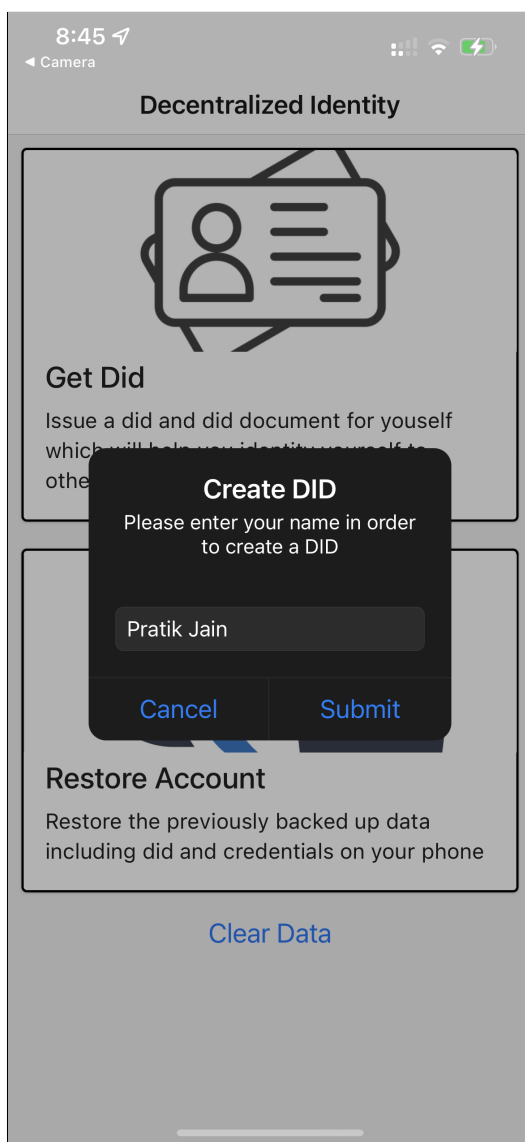 8:45
◀ Camera
Decentralized Identity
Get Did
Issue a did and did document for youself
which
othe
Create DID
Please enter your name in order
to create a DID
Pratik Jain
Cancel
Submit
Restore Account
Restore the previously backed up data
including did and credentials on your phone
Clear Data